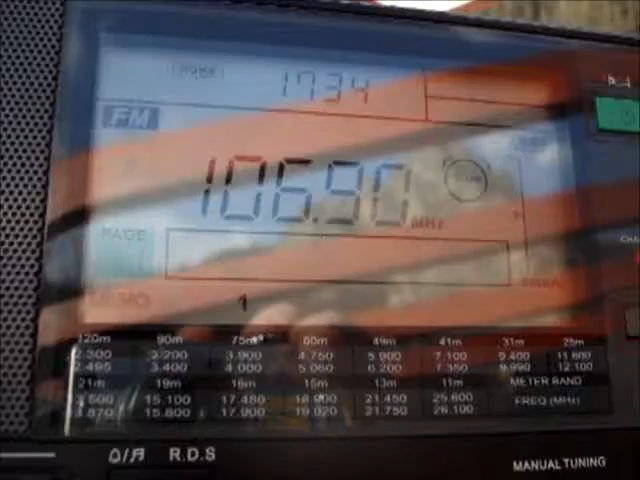 1734
FM
106.90 MHz
PAGE
MEMO 1
120m 90m 75m 60m 49m 41m 31m 25m
2.300 3.200 3.900 4.750 5.900 7.100 9.400 11.600
2.495 3.400 4.000 5.060 6.200 7.350 9.990 12.100
21m 19m 16m 15m 13m 11m METER BAND
15.100 17.480 18.900 21.450 25.600 FREQ (MHz)
15.800 17.900 19.020 21.750 26.100
R.D.S
MANUAL TUNING